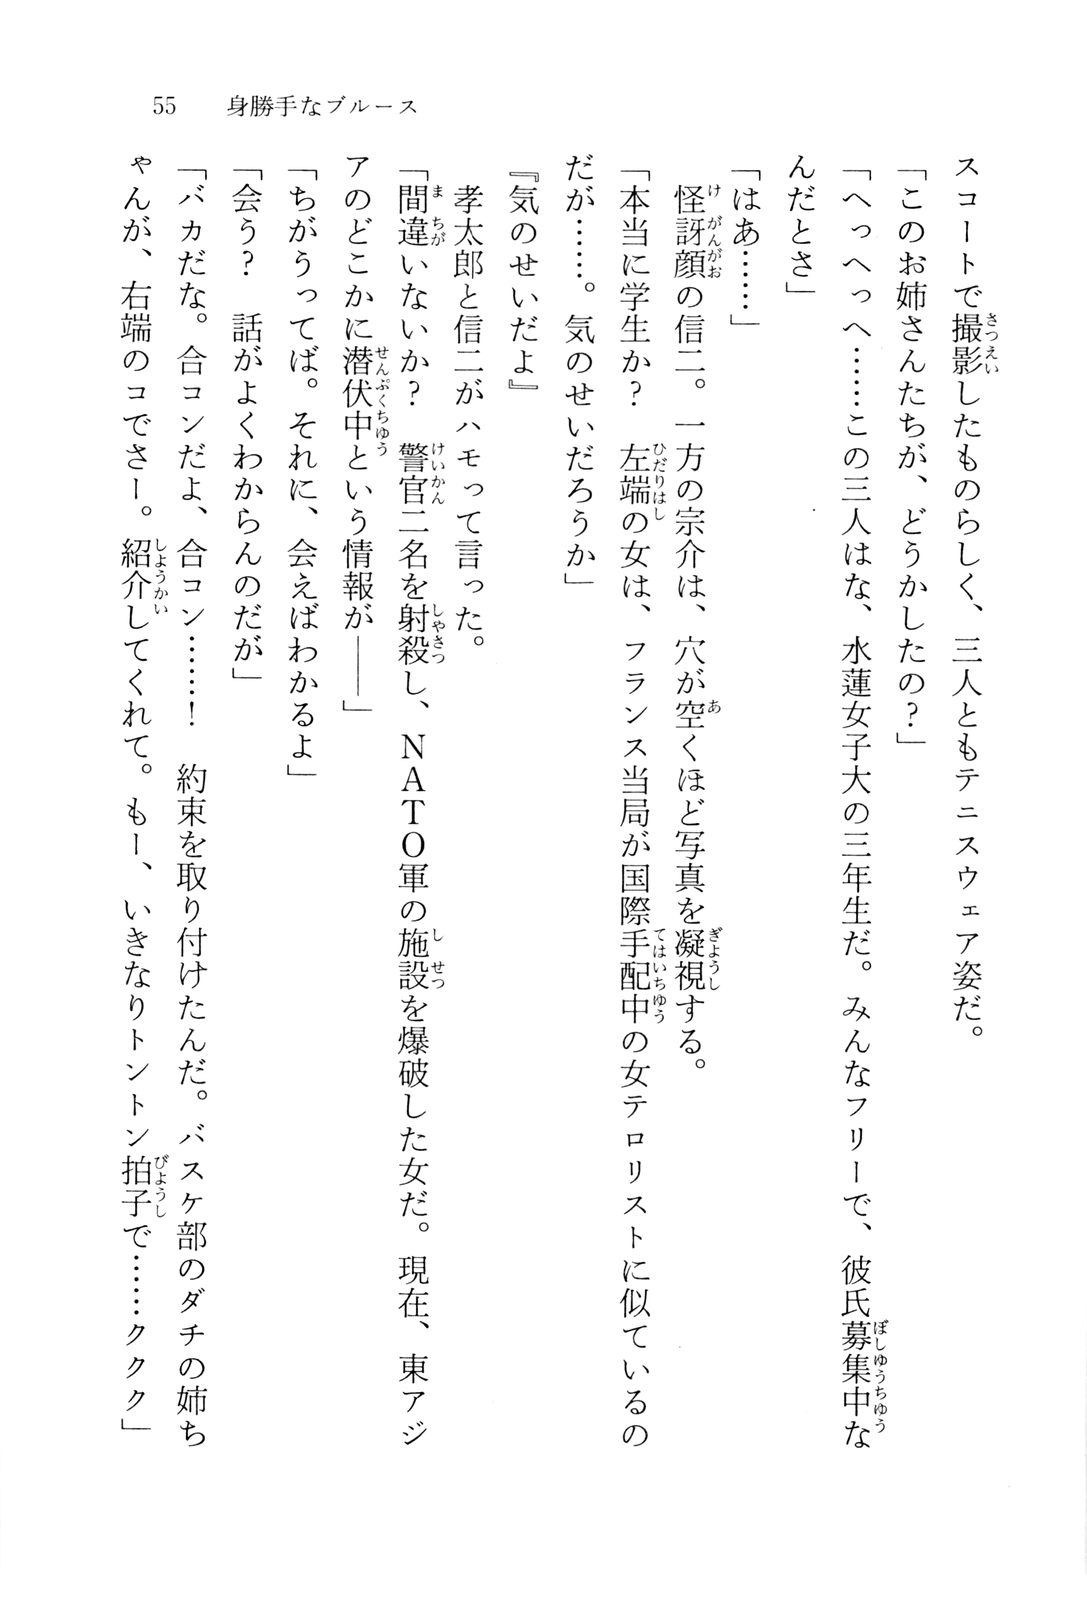 55　身勝手なブルース
スコートで撮影したものらしく、三人ともテニスウェア姿だ。
「このお姉さんたちが、どうかしたの？」
「へっへっへ……この三人はな、水蓮女子大の三年生だ。みんなフリーで、彼氏募集中な
んだとさ」
「はあ……」
　怪訝顔の信二。一方の宗介は、穴が空くほど写真を凝視する。
「本当に学生か？　左端の女は、フランス当局が国際手配中の女テロリストに似ているの
だが……。気のせいだろうか」
『気のせいだよ』
　孝太郎と信二がハモって言った。
「間違いないか？　警官二名を射殺し、ＮＡＴＯ軍の施設を爆破した女だ。現在、東アジ
アのどこかに潜伏中という情報が――」
「ちがうってば。それに、会えばわかるよ」
「会う？　話がよくわからんのだが」
「バカだな。合コンだよ、合コン……！　約束を取り付けたんだ。バスケ部のダチの姉ち
ゃんが、右端のコでさー。紹介してくれて。もー、いきなりトントン拍子で……ククク」